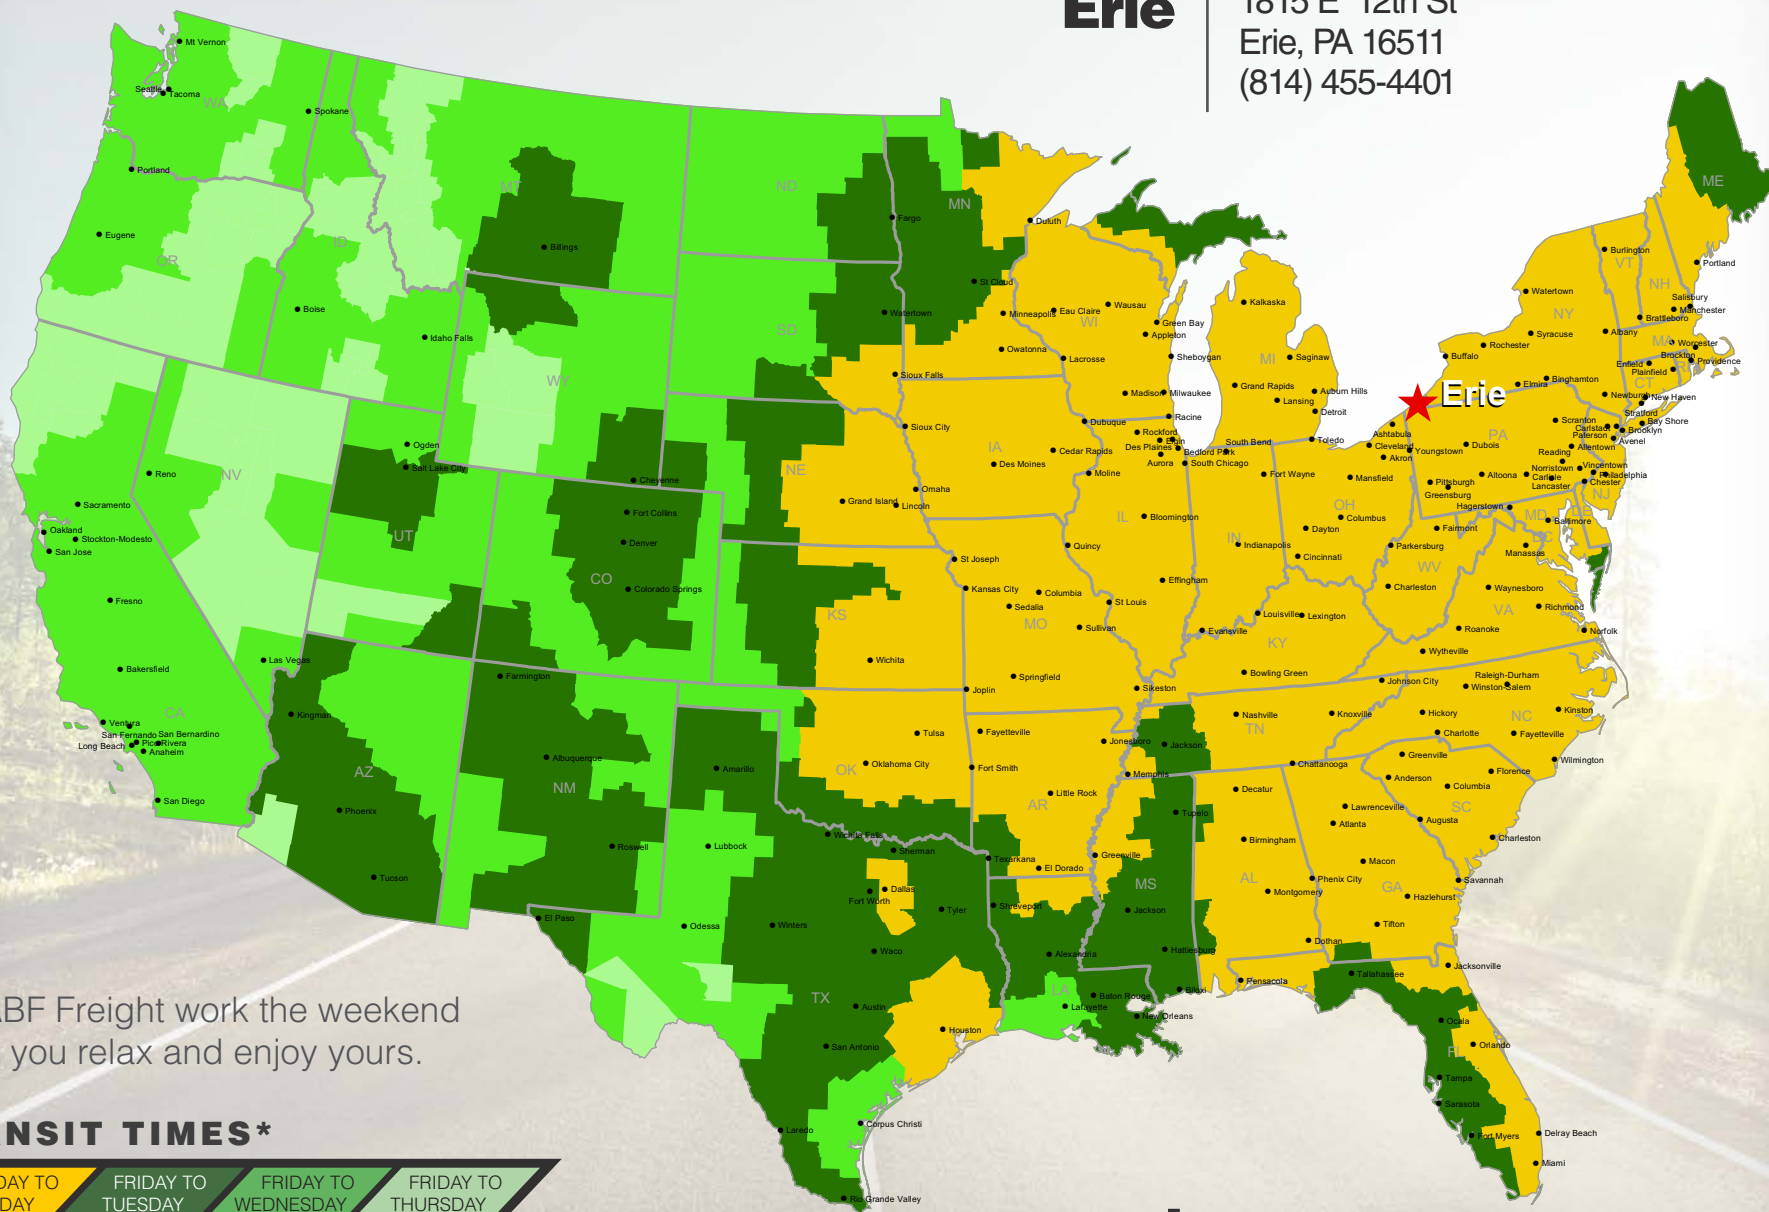 Erie
1815 E 12th St
Erie, PA 16511
(814) 455-4401
Mt Vernon
Seattle
Tacoma
WA
Spokane
Portland
Eugene
OR
ID
Boise
Idaho Falls
MT
Billings
WY
Cheyenne
ND
Fargo
MN
Duluth
St Cloud
Minneapolis
Owatonna
SD
Watertown
Sioux Falls
Sioux City
WI
Eau Claire
Wausau
Green Bay
Appleton
Sheboygan
Lacrosse
Madison
Milwaukee
Racine
MI
Kalkaska
Saginaw
Grand Rapids
Lansing
Auburn Hills
Detroit
ME
Burlington
VT
NH
Portland
Salisbury
Manchester
Brattleboro
Watertown
NY
Syracuse
Rochester
Buffalo
Albany
MA
Worcester
Brockton
Providence
Enfield
Plainfield
CT
RI
Elmira
Binghamton
Newburgh
New Haven
Stratford
Bay Shore
Brooklyn
Erie
Scranton
Carlstadt
Paterson
Avenel
Allentown
PA
Dubois
Reading
Norristown
Vincentown
Philadelphia
Chester
Carlisle
Lancaster
Altoona
Pittsburgh
Greensburg
NJ
Hagerstown
MD
DE
DC
Baltimore
Manassas
Ashtabula
Cleveland
Youngstown
Akron
Toledo
Mansfield
OH
Columbus
Dayton
Cincinnati
South Bend
Fort Wayne
IN
Indianapolis
Evansville
Rockford
Elgin
Des Plaines
Bedford Park
Aurora
South Chicago
IL
Bloomington
Quincy
Effingham
Moline
Dubuque
IA
Cedar Rapids
Des Moines
NE
Grand Island
Lincoln
Omaha
Ogden
Salt Lake City
UT
NV
Reno
Las Vegas
Sacramento
Oakland
Stockton-Modesto
San Jose
Fresno
Bakersfield
CA
Ventura
San Fernando
San Bernardino
Long Beach
Pico Rivera
Anaheim
San Diego
CO
Fort Collins
Denver
Colorado Springs
KS
Wichita
MO
St Joseph
Kansas City
Columbia
Sedalia
St Louis
Sullivan
Springfield
Joplin
Sikeston
Fairmont
Parkersburg
WV
Charleston
VA
Waynesboro
Richmond
Roanoke
Norfolk
Wytheville
KY
Louisville
Lexington
Bowling Green
TN
Nashville
Knoxville
Johnson City
Jackson
Memphis
Chattanooga
NC
Raleigh-Durham
Winston-Salem
Hickory
Charlotte
Kinston
Fayetteville
Wilmington
SC
Greenville
Anderson
Florence
Columbia
Charleston
AZ
Kingman
Phoenix
Tucson
NM
Farmington
Albuquerque
Roswell
OK
Tulsa
Oklahoma City
AR
Fayetteville
Fort Smith
Jonesboro
Little Rock
El Dorado
Texarkana
TX
Amarillo
Lubbock
Wichita Falls
Sherman
Dallas
Fort Worth
Tyler
El Paso
Odessa
Winters
Waco
Austin
Houston
San Antonio
Corpus Christi
Laredo
Rio Grande Valley
LA
Shreveport
Alexandria
Baton Rouge
Lafayette
New Orleans
MS
Tupelo
Greenville
Jackson
Hattiesburg
Biloxi
AL
Decatur
Birmingham
Montgomery
Dothan
GA
Lawrenceville
Atlanta
Augusta
Macon
Phenix City
Savannah
Hazlehurst
Tifton
FL
Pensacola
Tallahassee
Jacksonville
Ocala
Orlando
Tampa
Sarasota
Fort Myers
Delray Beach
Miami
ABF Freight work the weekend
you relax and enjoy yours.
NSIT TIMES*
DAY TO
DAY
FRIDAY TO
TUESDAY
FRIDAY TO
WEDNESDAY
FRIDAY TO
THURSDAY